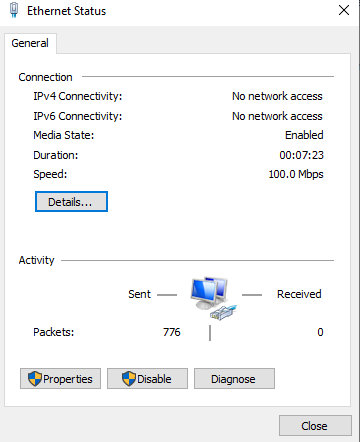 Ethernet Status
General
Connection
IPv4 Connectivity: No network access
IPv6 Connectivity: No network access
Media State: Enabled
Duration: 00:07:23
Speed: 100.0 Mbps
Details...
Activity
Sent Received
Packets: 776 0
Properties Disable Diagnose
Close